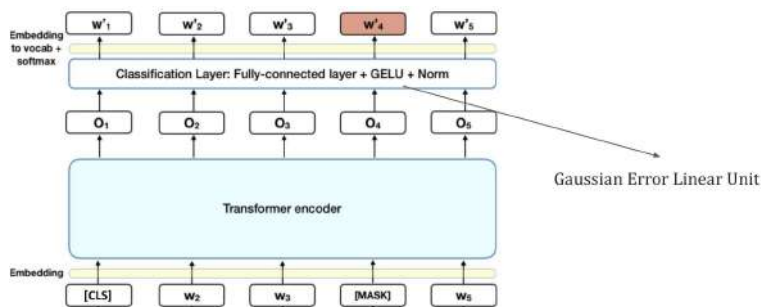 w'₁ w'₂ w'₃ w'₄ w'₅
Embedding
to vocab +
softmax
Classification Layer: Fully-connected layer + GELU + Norm
O₁ O₂ O₃ O₄ O₅
Gaussian Error Linear Unit
Transformer encoder
Embedding
[CLS] w₂ w₃ [MASK] w₅